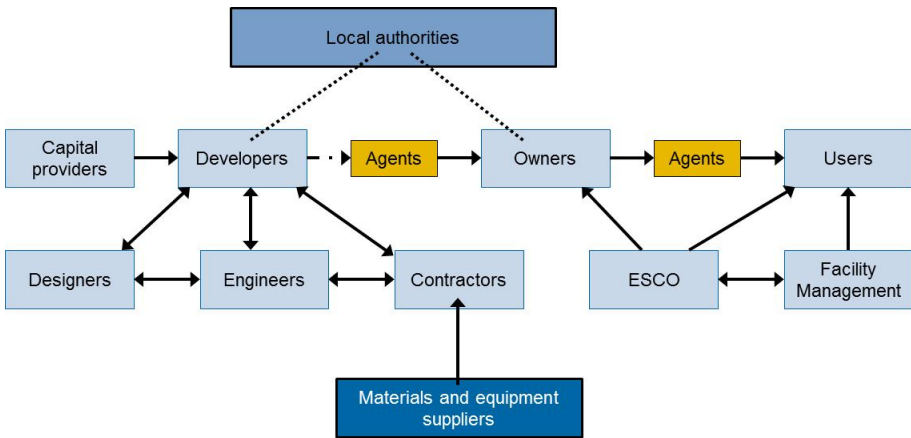 Local authorities
Capital
providers
Developers
Agents
Owners
Agents
Users
Designers
Engineers
Contractors
ESCO
Facility
Management
Materials and equipment
suppliers